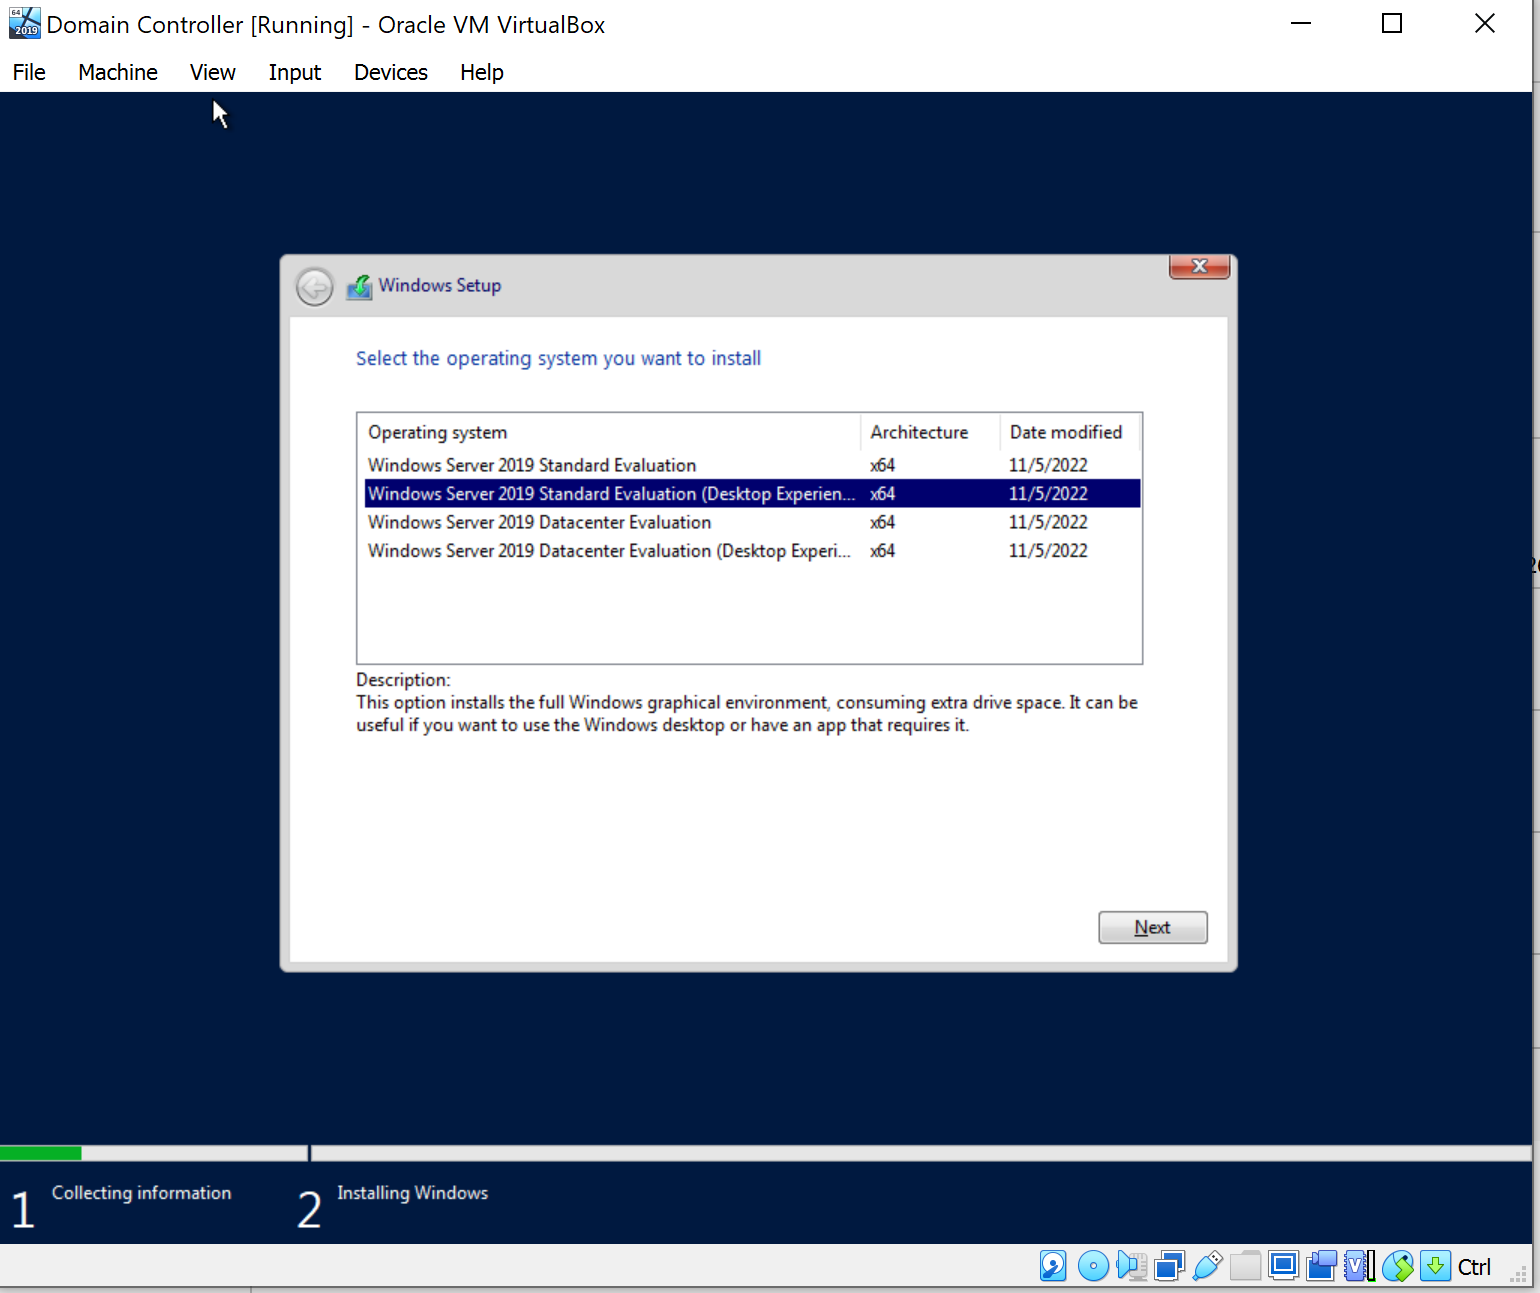 64
2019
Domain Controller [Running] - Oracle VM VirtualBox
File Machine View Input Devices Help
Windows Setup
Select the operating system you want to install
Operating system Architecture Date modified
Windows Server 2019 Standard Evaluation x64 11/5/2022
Windows Server 2019 Standard Evaluation (Desktop Experien... x64 11/5/2022
Windows Server 2019 Datacenter Evaluation x64 11/5/2022
Windows Server 2019 Datacenter Evaluation (Desktop Experi... x64 11/5/2022
Description:
This option installs the full Windows graphical environment, consuming extra drive space. It can be
useful if you want to use the Windows desktop or have an app that requires it.
Next
1 Collecting information 2 Installing Windows
Ctrl